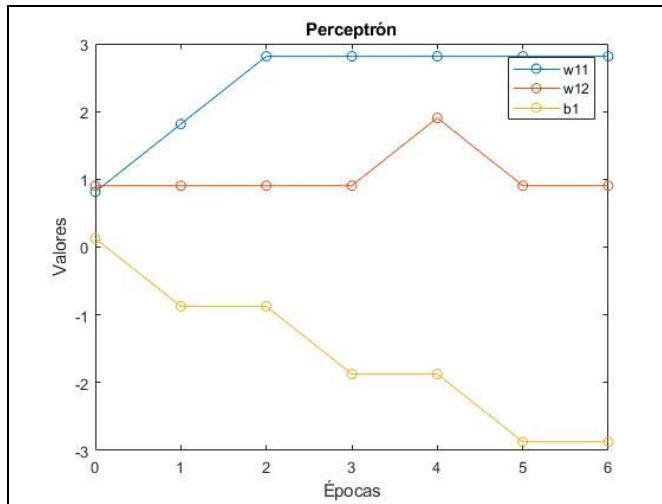 Perceptrón
3
2
1
0
-1
-2
-3
Valores
w11
w12
b1
0 1 2 3 4 5 6
Épocas